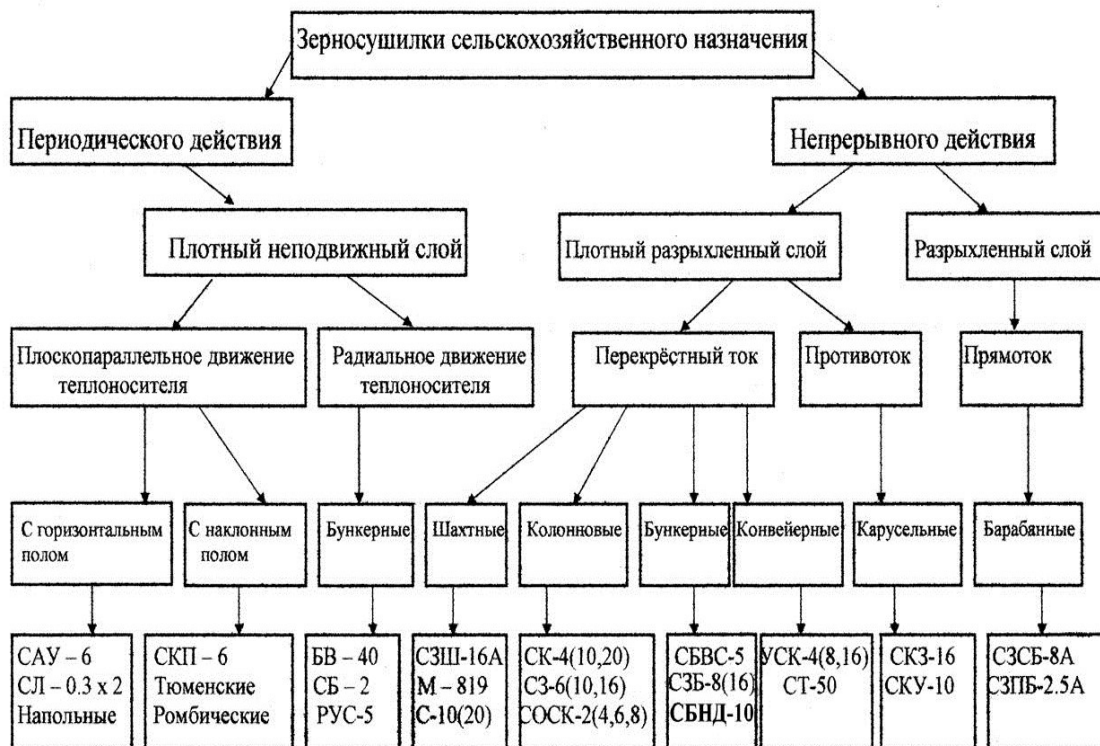 Зерносушилки сельскохозяйственного назначения
Периодического действия
Непрерывного действия
Плотный неподвижный слой
Плотный разрыхленный слой
Разрыхленный слой
Плоскопараллельное движение
теплоносителя
Радиальное движение
теплоносителя
Перекрёстный ток
Противоток
Прямоток
С горизонтальным
полом
С наклонным
полом
Бункерные
Шахтные
Колонновые
Бункерные
Конвейерные
Карусельные
Барабанные
САУ – 6
СЛ – 0.3 х 2
Напольные
СКП – 6
Тюменские
Ромбические
БВ – 40
СБ – 2
РУС-5
СЗШ-16А
М – 819
С-10(20)
СК-4(10,20)
СЗ-6(10,16)
СОСК-2(4,6,8)
СБВС-5
СЗБ-8(16)
СБНД-10
УСК-4(8,16)
СТ-50
СКЗ-16
СКУ-10
СЗСБ-8А
СЗПБ-2.5А